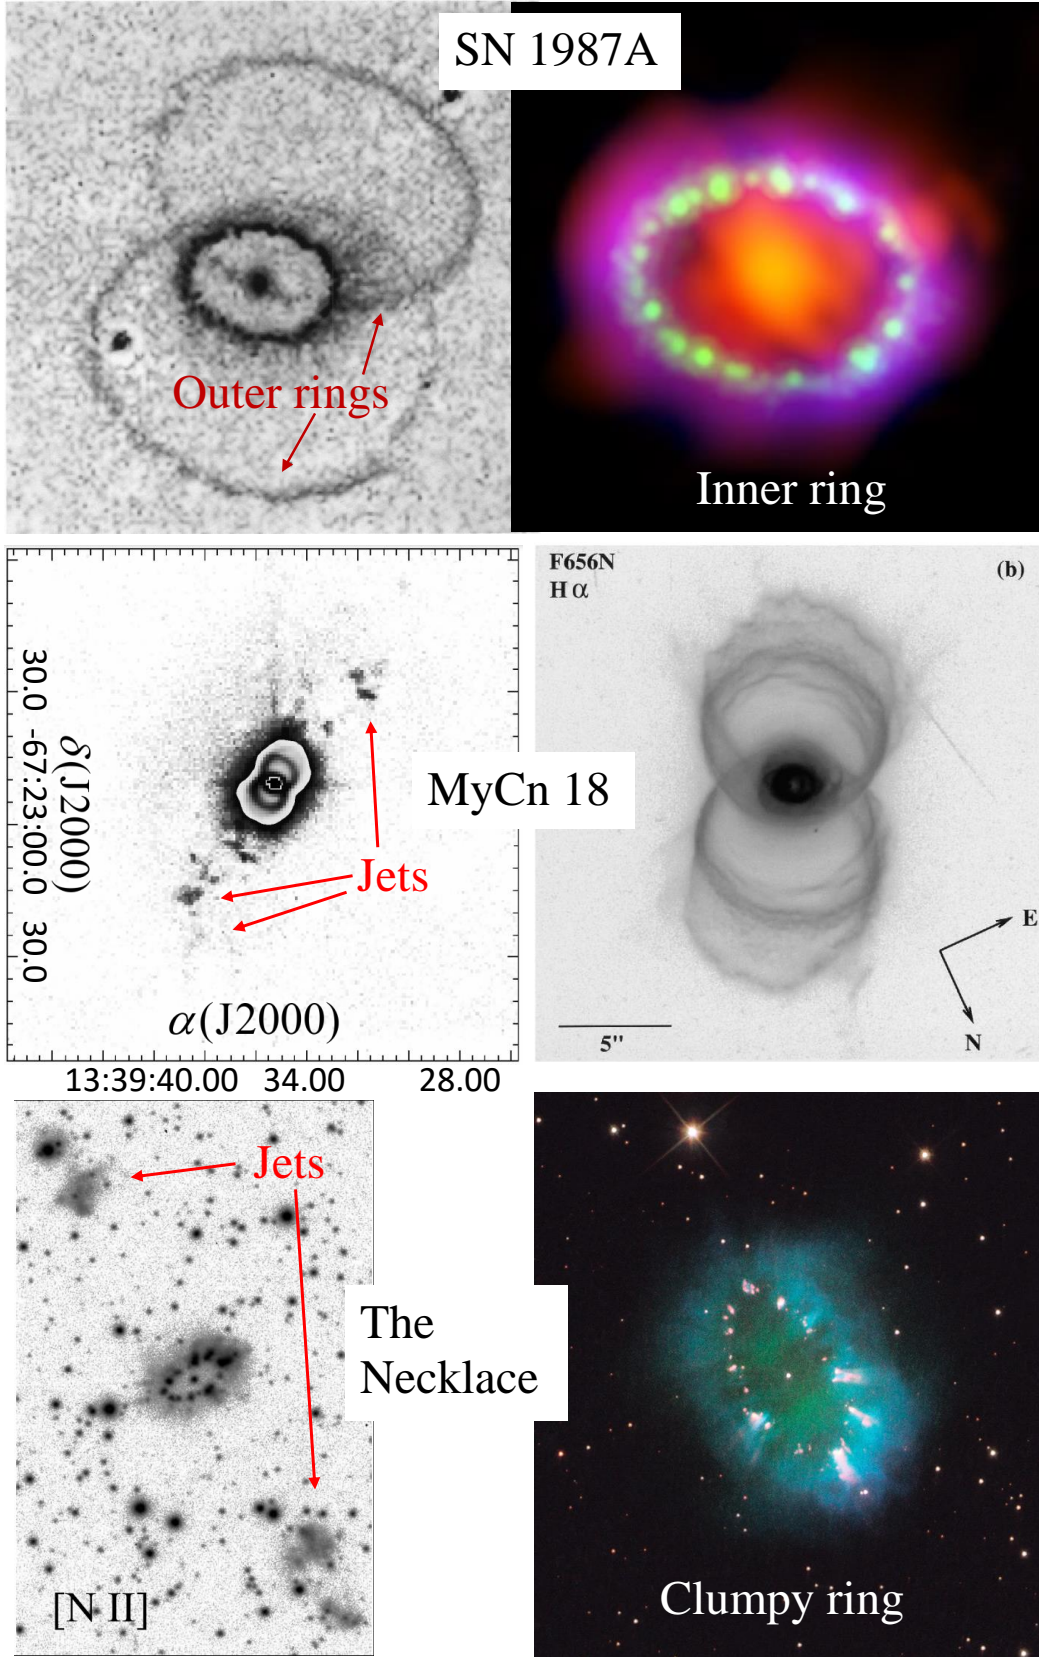 SN 1987A
Outer rings
Inner ring
F656N
H α
(b)
30.0 -67:23:00.0 30.0
δ(J2000)
α(J2000)
13:39:40.00 34.00 28.00
Jets
MyCn 18
E
N
5"
Jets
The
Necklace
[N II]
Clumpy ring